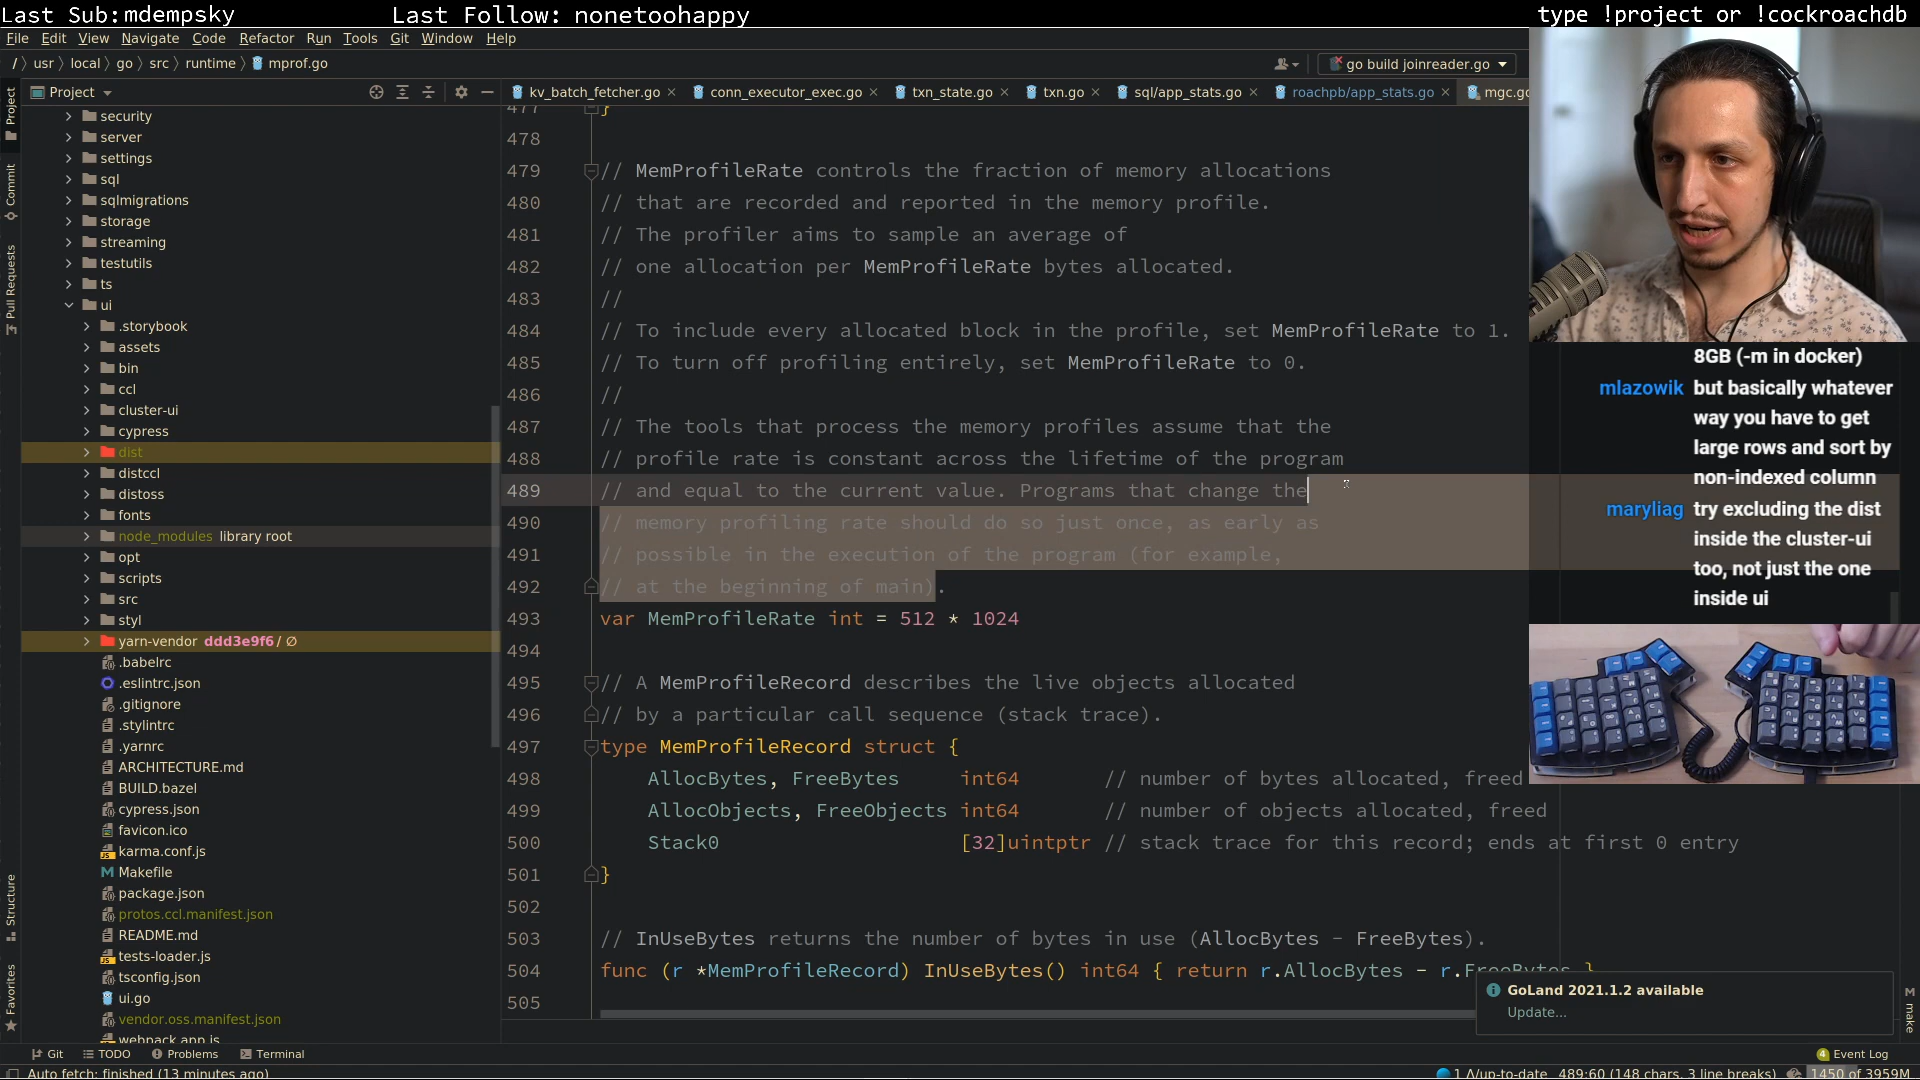 Last Sub:mdempsky
Last Follow: nonetoohappy
type !project or !cockroachdb
File Edit View Navigate Code Refactor Run Tools Git Window Help
/ usr local go src runtime mprof.go
go build joinreader.go
Project
kv_batch_fetcher.go
conn_executor_exec.go
txn_state.go
txn.go
sql/app_stats.go
roachpb/app_stats.go
mgc.go
Project
Commit
Pull Requests
Structure
Favorites
security
server
settings
sql
sqlmigrations
storage
streaming
testutils
ts
ui
.storybook
assets
bin
ccl
cluster-ui
cypress
dist
distccl
distoss
fonts
node_modules library root
opt
scripts
src
styl
yarn-vendor ddd3e9f6 / ∅
.babelrc
.eslintrc.json
.gitignore
.stylintrc
.yarnrc
ARCHITECTURE.md
BUILD.bazel
cypress.json
favicon.ico
karma.conf.js
Makefile
package.json
protos.ccl.manifest.json
README.md
tests-loader.js
tsconfig.json
ui.go
vendor.oss.manifest.json
webpack.app.js
477 }
478
479 // MemProfileRate controls the fraction of memory allocations
480 // that are recorded and reported in the memory profile.
481 // The profiler aims to sample an average of
482 // one allocation per MemProfileRate bytes allocated.
483 //
484 // To include every allocated block in the profile, set MemProfileRate to 1.
485 // To turn off profiling entirely, set MemProfileRate to 0.
486 //
487 // The tools that process the memory profiles assume that the
488 // profile rate is constant across the lifetime of the program
489 // and equal to the current value. Programs that change the
490 // memory profiling rate should do so just once, as early as
491 // possible in the execution of the program (for example,
492 // at the beginning of main).
493 var MemProfileRate int = 512 * 1024
494
495 // A MemProfileRecord describes the live objects allocated
496 // by a particular call sequence (stack trace).
497 type MemProfileRecord struct {
498 AllocBytes, FreeBytes int64 // number of bytes allocated, freed
499 AllocObjects, FreeObjects int64 // number of objects allocated, freed
500 Stack0 [32]uintptr // stack trace for this record; ends at first 0 entry
501 }
502
503 // InUseBytes returns the number of bytes in use (AllocBytes - FreeBytes).
504 func (r *MemProfileRecord) InUseBytes() int64 { return r.AllocBytes - r.FreeBytes }
505
8GB (-m in docker)
mlazowik but basically whatever
way you have to get
large rows and sort by
non-indexed column
maryliag try excluding the dist
inside the cluster-ui
too, not just the one
inside ui
GoLand 2021.1.2 available
Update...
make
Git TODO Problems Terminal
4 Event Log
Auto fetch: finished (13 minutes ago)
1 Δ/up-to-date 489:60 (148 chars, 3 line breaks) 1450 of 3959M